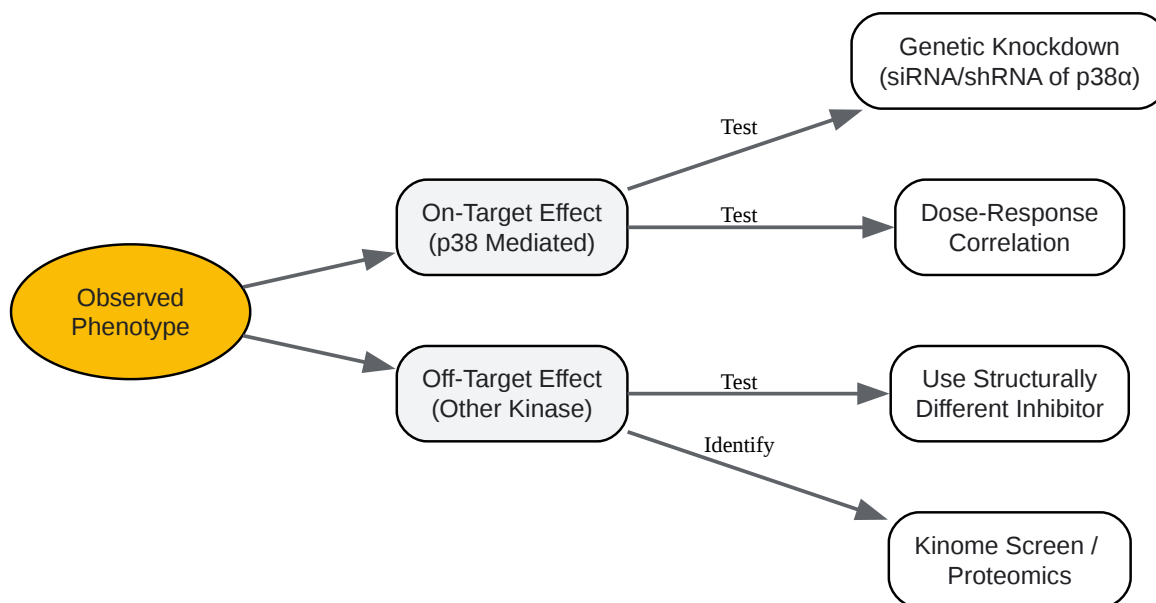 Observed
Phenotype
On-Target Effect
(p38 Mediated)
Off-Target Effect
(Other Kinase)
Test
Test
Test
Identify
Genetic Knockdown
(siRNA/shRNA of p38α)
Dose-Response
Correlation
Use Structurally
Different Inhibitor
Kinome Screen /
Proteomics